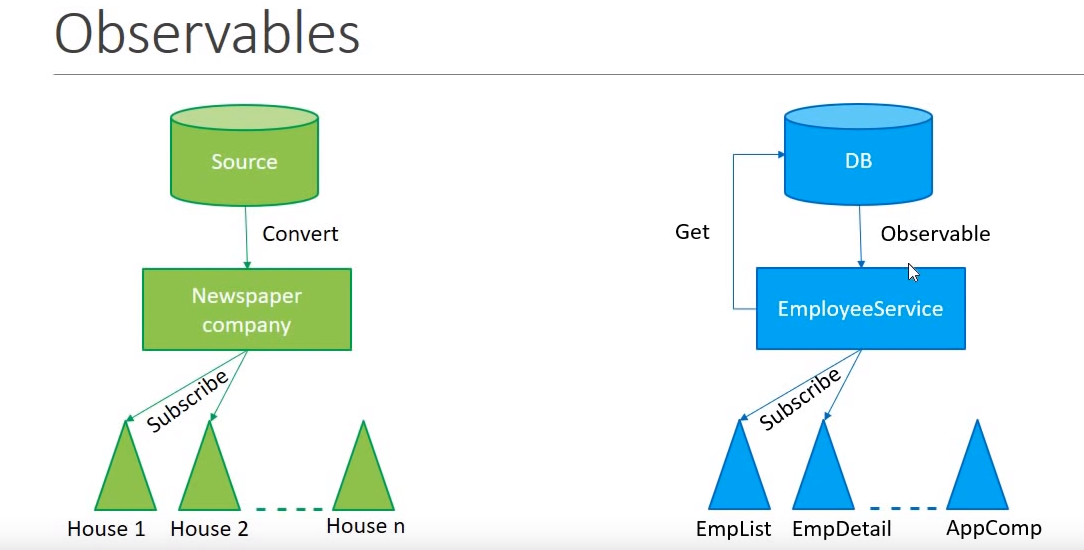 Observables
Source
Convert
Newspaper
company
Subscribe
House 1
House 2
House n
DB
Get
Observable
EmployeeService
Subscribe
EmpList
EmpDetail
AppComp